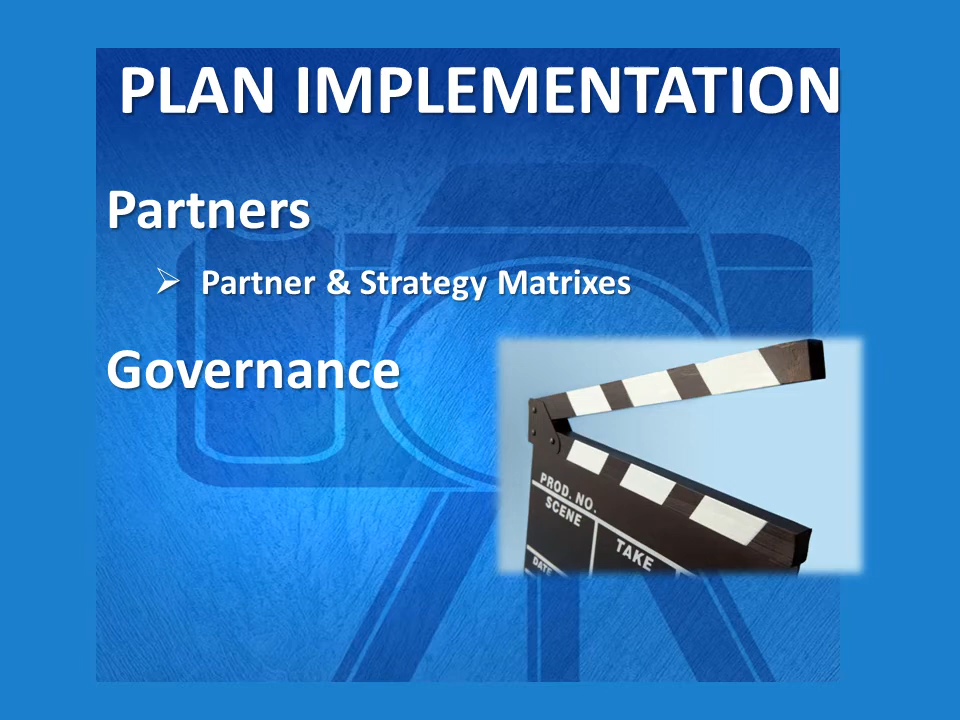 PLAN IMPLEMENTATION
Partners
Partner & Strategy Matrixes
Governance
PROD. NO.
SCENE
TAKE
DATE